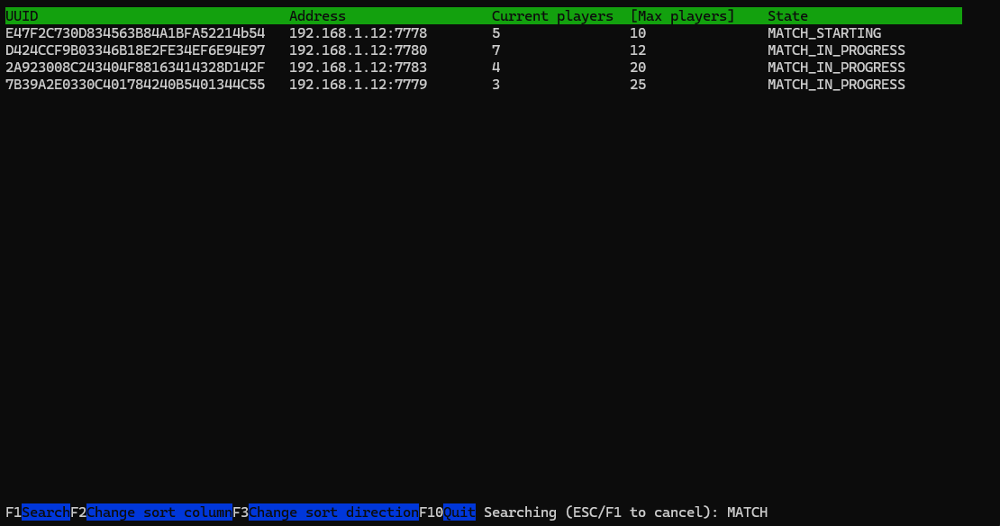 UUID Address Current players [Max players] State
E47F2C730D834563B84A1BFA52214b54 192.168.1.12:7778 5 10 MATCH_STARTING
D424CCF9B03346B18E2FE34EF6E94E97 192.168.1.12:7780 7 12 MATCH_IN_PROGRESS
2A923008C243404F88163414328D142F 192.168.1.12:7783 4 20 MATCH_IN_PROGRESS
7B39A2E0330C401784240B5401344C55 192.168.1.12:7779 3 25 MATCH_IN_PROGRESS
F1Search F2Change sort column F3Change sort direction F10Quit Searching (ESC/F1 to cancel): MATCH